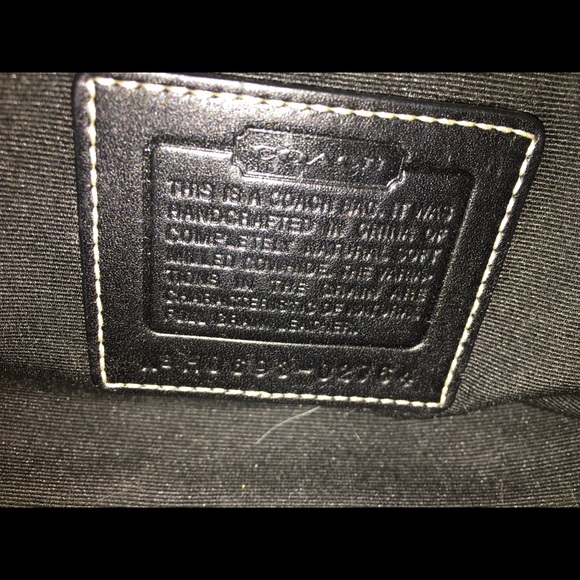 COACH
THIS IS A COACH BAG. IT WAS
HANDCRAFTED IN CHINA OF
COMPLETELY NATURAL SOFT
MILLED COWHIDE. THE VARIA-
TIONS IN THE GRAIN ARE
CHARACTERISTIC OF NATURAL
FULL GRAIN LEATHER.
-02764